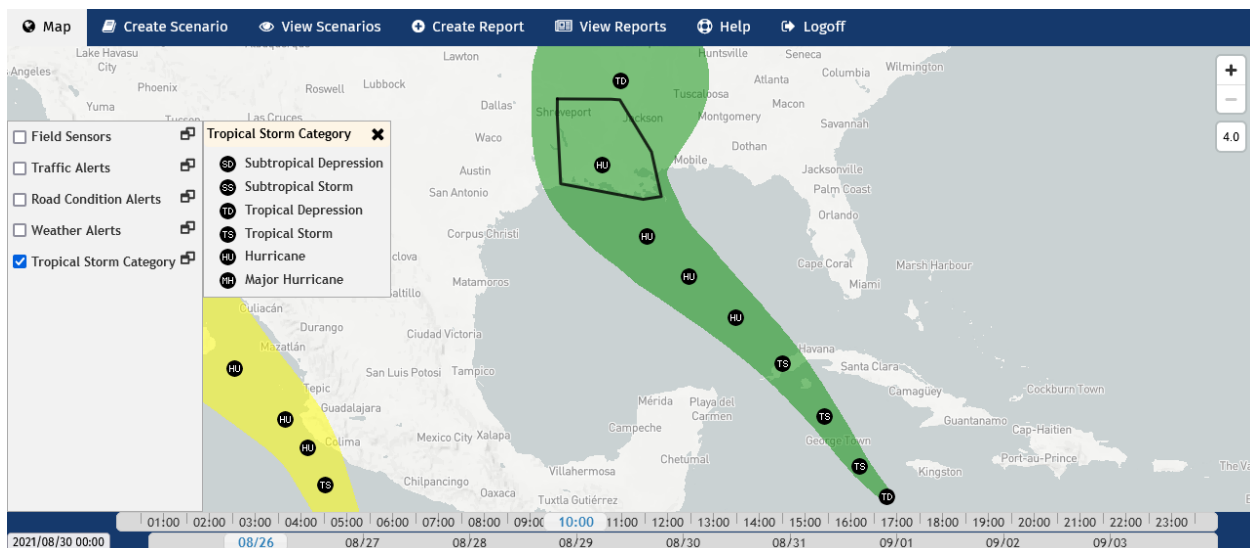 Map Create Scenario View Scenarios Create Report View Reports Help Logoff
Lake Havasu City
Angeles
Phoenix
Yuma
Roswell
Lubbock
Lawton
Dallas
Las Cruces
Waco
Austin
San Antonio
Corpus Christi
Matamoros
Huntsville
Seneca
Wilmington
Columbia
Atlanta
Tuscaloosa
Macon
Shreveport
Jackson
Montgomery
Savannah
Dothan
Mobile
Jacksonville
Palm Coast
Orlando
Cape Coral
Marsh Harbour
Miami
+
−
4.0
Field Sensors
Traffic Alerts
Road Condition Alerts
Weather Alerts
Tropical Storm Category
Tropical Storm Category
SD Subtropical Depression
SS Subtropical Storm
TD Tropical Depression
TS Tropical Storm
HU Hurricane
MH Major Hurricane
clova
altillo
Culiacán
Durango
Mazatlán
Ciudad Victoria
San Luis Potosi
Tampico
Tepic
Guadalajara
Colima
Mexico City
Xalapa
Chilpancingo
Oaxaca
Villahermosa
Tuxtla Gutiérrez
Mérida
Playa del Carmen
Campeche
Chetumal
Havana
Santa Clara
Camagüey
Cockburn Town
Guantanamo
Cap-Haitien
George Town
Kingston
Port-au-Prince
The Va
TD
HU
HU
HU
HU
TS
TS
TS
TD
HU
HU
HU
TS
01:00 02:00 03:00 04:00 05:00 06:00 07:00 08:00 09:00 10:00 11:00 12:00 13:00 14:00 15:00 16:00 17:00 18:00 19:00 20:00 21:00 22:00 23:00
2021/08/30 00:00 08/26 08/27 08/28 08/29 08/30 08/31 09/01 09/02 09/03